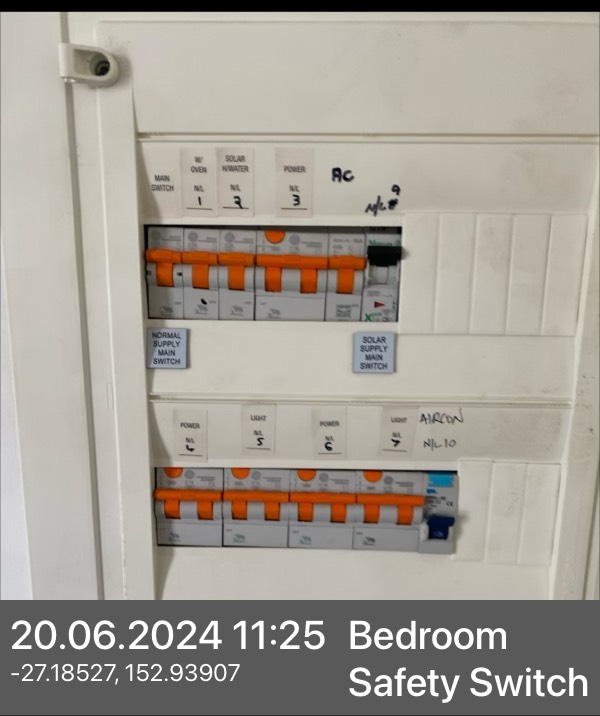 W/
OVEN
N/L
1
SOLAR
H/WATER
N/L
2
POWER
N/L
3
AC
9
N/L#
MAIN
SWITCH
NORMAL
SUPPLY
MAIN
SWITCH
SOLAR
SUPPLY
MAIN
SWITCH
POWER
N/L
4
LIGHT
N/L
5
POWER
N/L
6
LIGHT
N/L
7
AIRCON
N/L 10
20.06.2024 11:25
-27.18527, 152.93907
Bedroom
Safety Switch